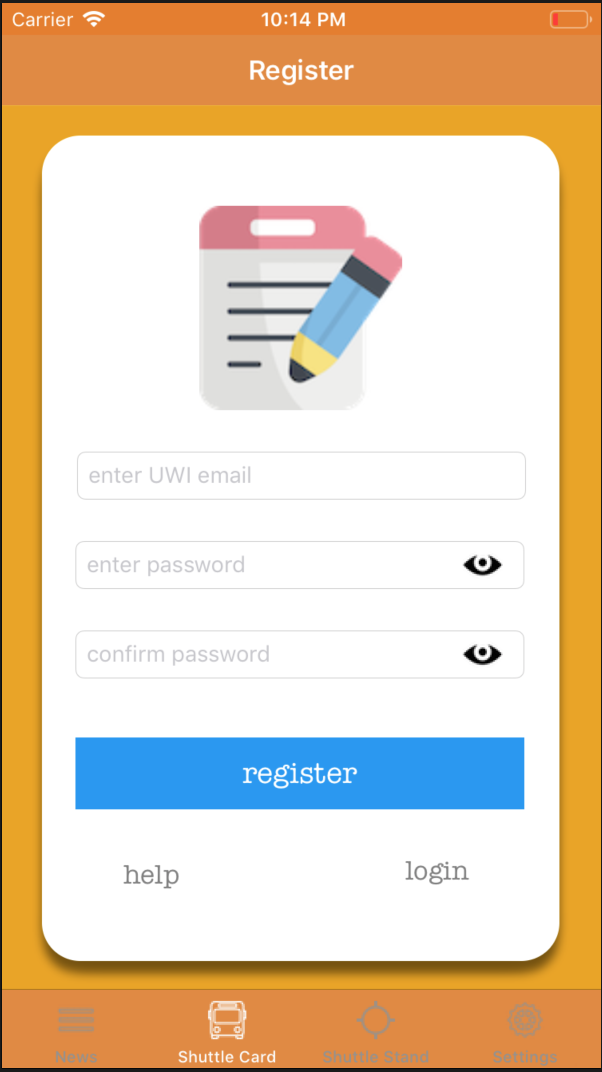 Carrier 10:14 PM
Register
enter UWI email
enter password
confirm password
register
help login
News Shuttle Card Shuttle Stand Settings